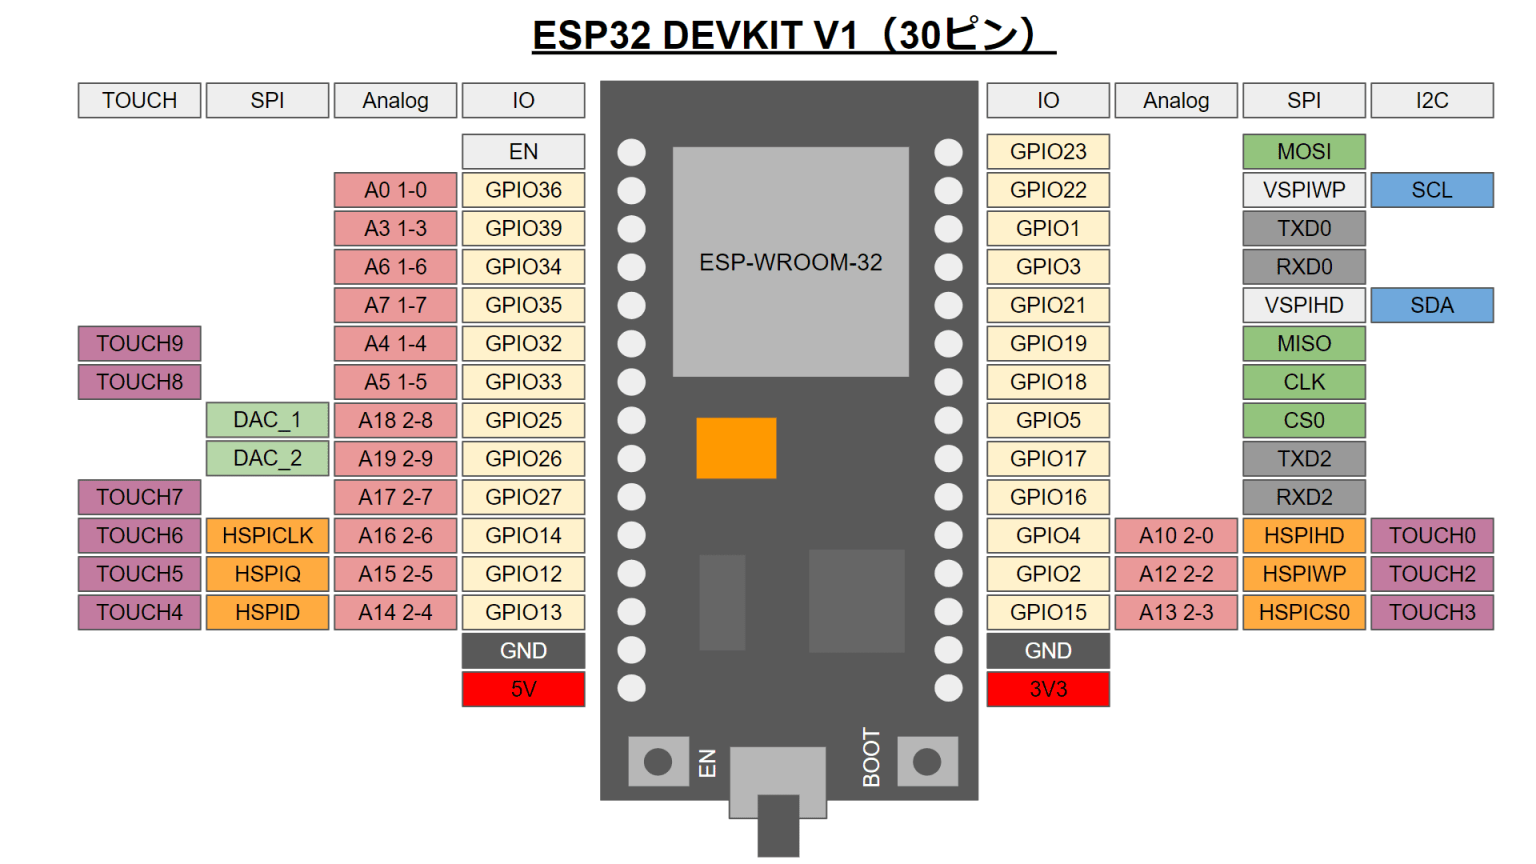 ESP32 DEVKIT V1（30ピン）
TOUCH SPI Analog IO IO Analog SPI I2C
EN GPIO23 MOSI
A0 1-0 GPIO36 GPIO22 VSPIWP SCL
A3 1-3 GPIO39 GPIO1 TXD0
ESP-WROOM-32
A6 1-6 GPIO34 GPIO3 RXD0
A7 1-7 GPIO35 GPIO21 VSPIHD SDA
TOUCH9 A4 1-4 GPIO32 GPIO19 MISO
TOUCH8 A5 1-5 GPIO33 GPIO18 CLK
DAC_1 A18 2-8 GPIO25 GPIO5 CS0
DAC_2 A19 2-9 GPIO26 GPIO17 TXD2
TOUCH7 A17 2-7 GPIO27 GPIO16 RXD2
TOUCH6 HSPICLK A16 2-6 GPIO14 GPIO4 A10 2-0 HSPIHD TOUCH0
TOUCH5 HSPIQ A15 2-5 GPIO12 GPIO2 A12 2-2 HSPIWP TOUCH2
TOUCH4 HSPID A14 2-4 GPIO13 GPIO15 A13 2-3 HSPICS0 TOUCH3
GND GND
5V 3V3
EN BOOT